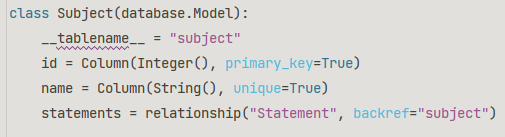 class Subject(database.Model):
    __tablename__ = "subject"
    id = Column(Integer(), primary_key=True)
    name = Column(String(), unique=True)
    statements = relationship("Statement", backref="subject")